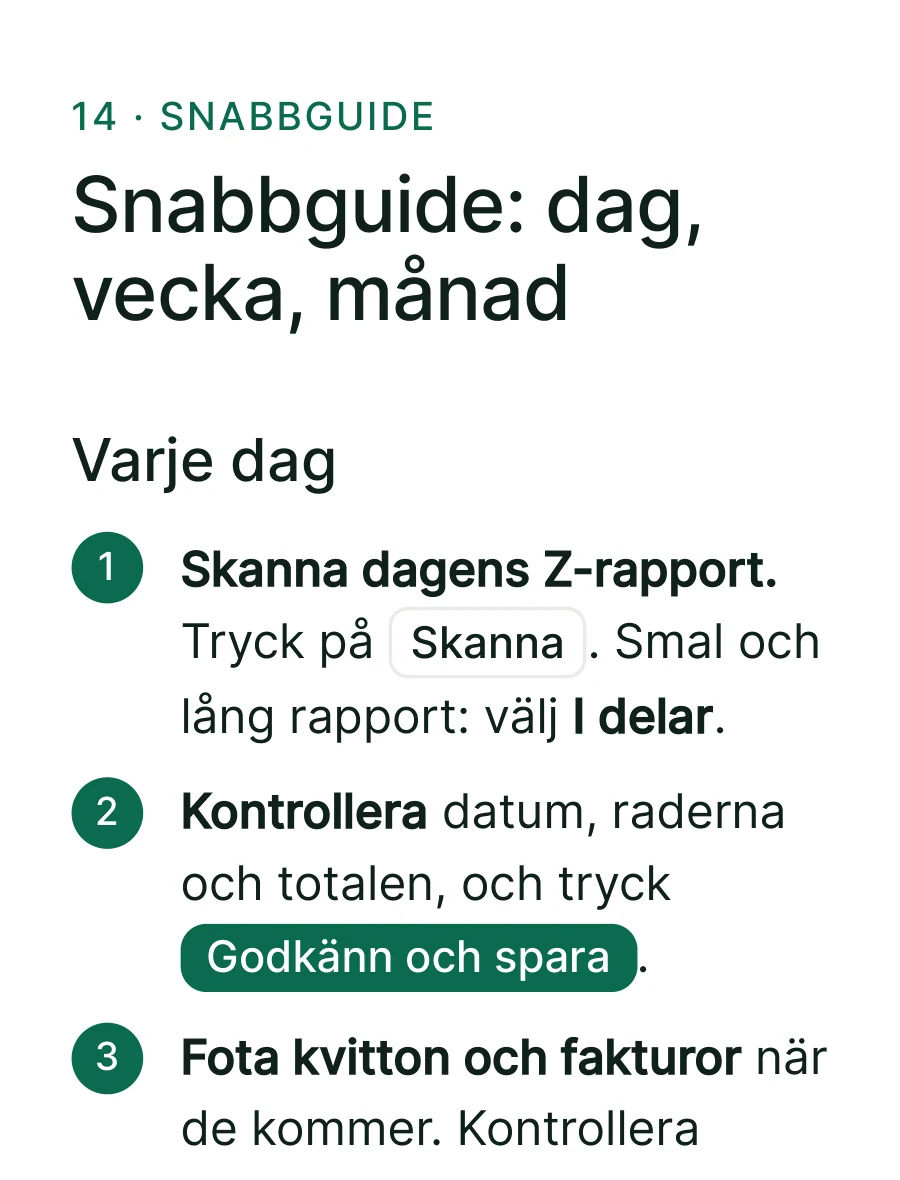 14 · SNABBGUIDE
Snabbguide: dag,
vecka, månad
Varje dag
1 Skanna dagens Z-rapport.
Tryck på Skanna. Smal och
lång rapport: välj I delar.
2 Kontrollera datum, raderna
och totalen, och tryck
Godkänn och spara.
3 Fota kvitton och fakturor när
de kommer. Kontrollera